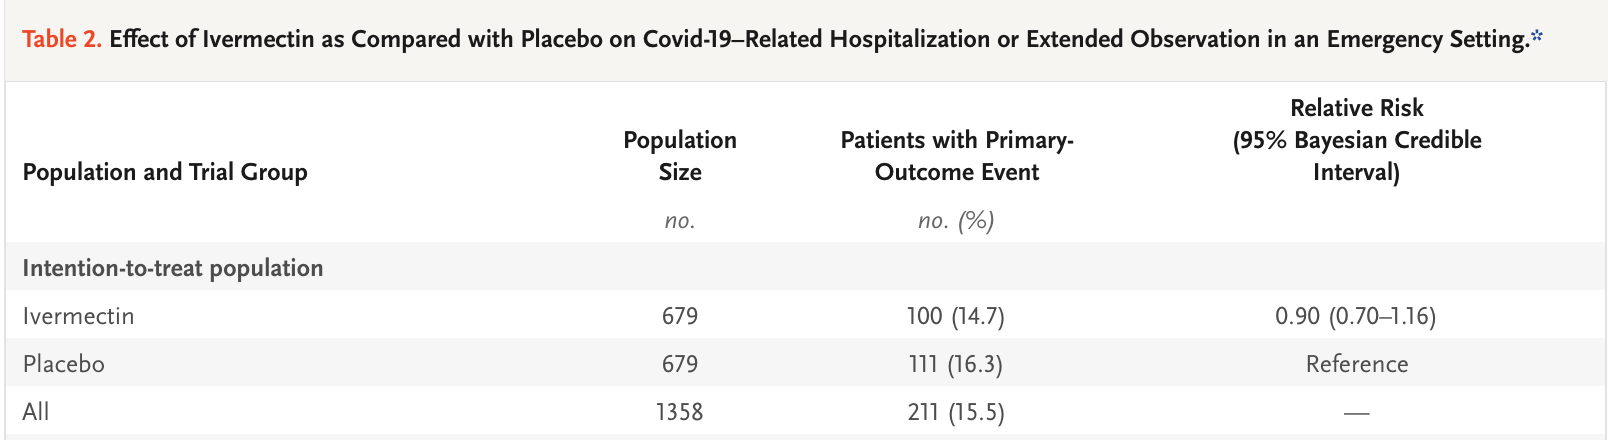 Table 2. Effect of Ivermectin as Compared with Placebo on Covid-19–Related Hospitalization or Extended Observation in an Emergency Setting.*
Population and Trial Group
Population
Size
Patients with Primary-
Outcome Event
Relative Risk
(95% Bayesian Credible
Interval)
no.
no. (%)
Intention-to-treat population
Ivermectin 679 100 (14.7) 0.90 (0.70–1.16)
Placebo 679 111 (16.3) Reference
All 1358 211 (15.5) —